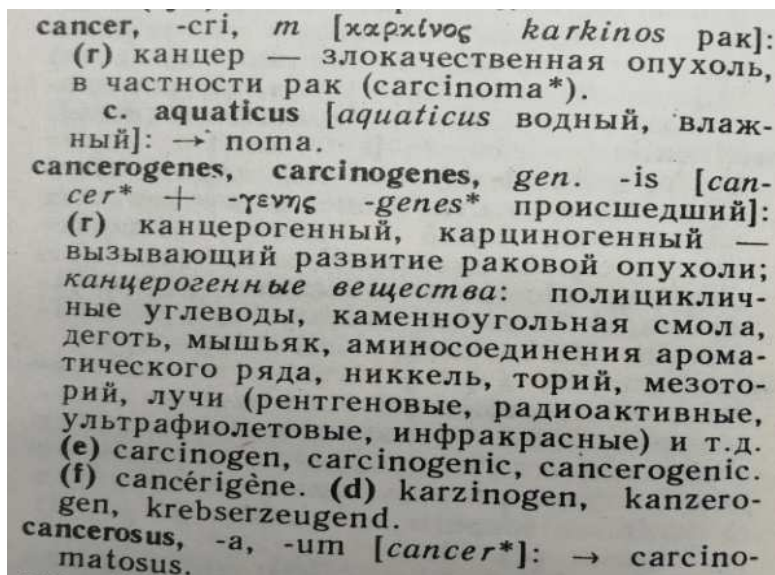 cancer, -cri, m [καρκίνος karkinos рак]:
(г) канцер — злокачественная опухоль,
в частности рак (carcinoma*).
c. aquaticus [aquaticus водный, влаж-
ный]: → noma.
cancerogenes, carcinogenes, gen. -is [can-
cer* + -γενης -genes* происшедший]:
(г) канцерогенный, карциногенный —
вызывающий развитие раковой опухоли;
канцерогенные вещества: полициклич-
ные углеводы, каменноугольная смола,
деготь, мышьяк, аминосоединения арома-
тического ряда, никкель, торий, мезото-
рий, лучи (рентгеновые, радиоактивные,
ультрафиолетовые, инфракрасные) и т.д.
(e) carcinogen, carcinogenic, cancerogenic.
(f) cancérigène. (d) karzinogen, kanzero-
gen, krebserzeugend.
cancerosus, -a, -um [cancer*]: → carcino-
matosus.